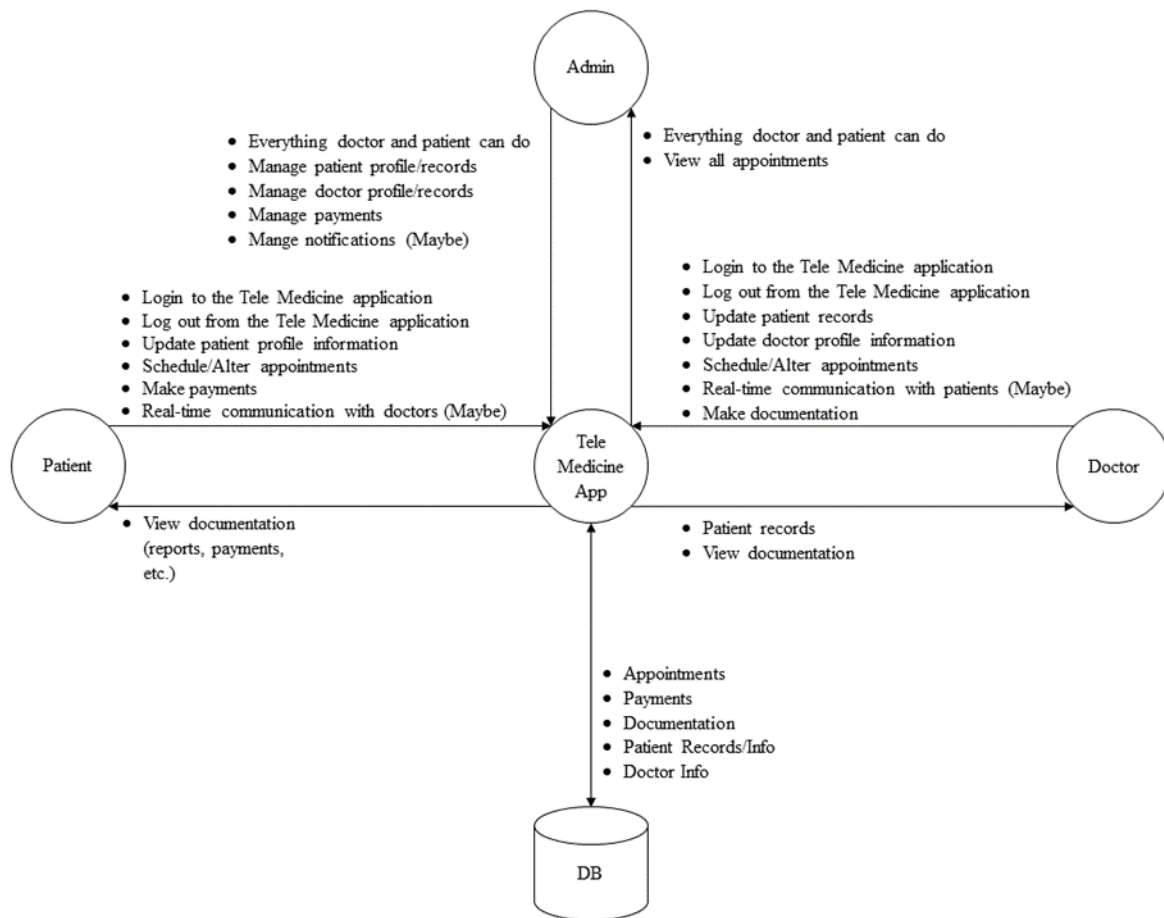 Admin
• Everything doctor and patient can do
• Manage patient profile/records
• Manage doctor profile/records
• Manage payments
• Mange notifications (Maybe)
• Everything doctor and patient can do
• View all appointments
• Login to the Tele Medicine application
• Log out from the Tele Medicine application
• Update patient profile information
• Schedule/Alter appointments
• Make payments
• Real-time communication with doctors (Maybe)
• Login to the Tele Medicine application
• Log out from the Tele Medicine application
• Update patient records
• Update doctor profile information
• Schedule/Alter appointments
• Real-time communication with patients (Maybe)
• Make documentation
Patient
Tele
Medicine
App
Doctor
• View documentation
(reports, payments,
etc.)
• Patient records
• View documentation
• Appointments
• Payments
• Documentation
• Patient Records/Info
• Doctor Info
DB